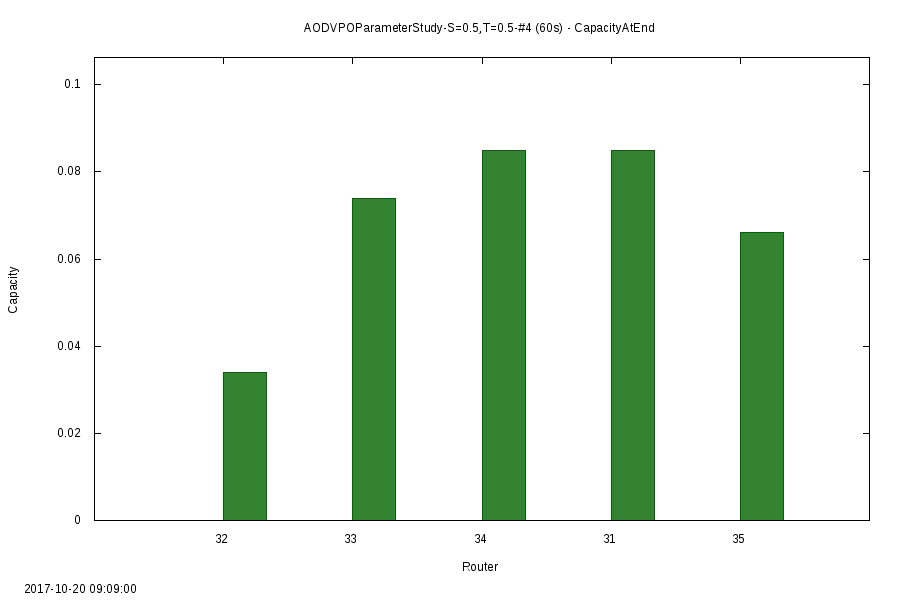 AODVPOParameterStudy-S=0.5,T=0.5-#4 (60s) - CapacityAtEnd
0.1
0.08
0.06
0.04
0.02
0
Capacity
32 33 34 31 35
Router
2017-10-20 09:09:00